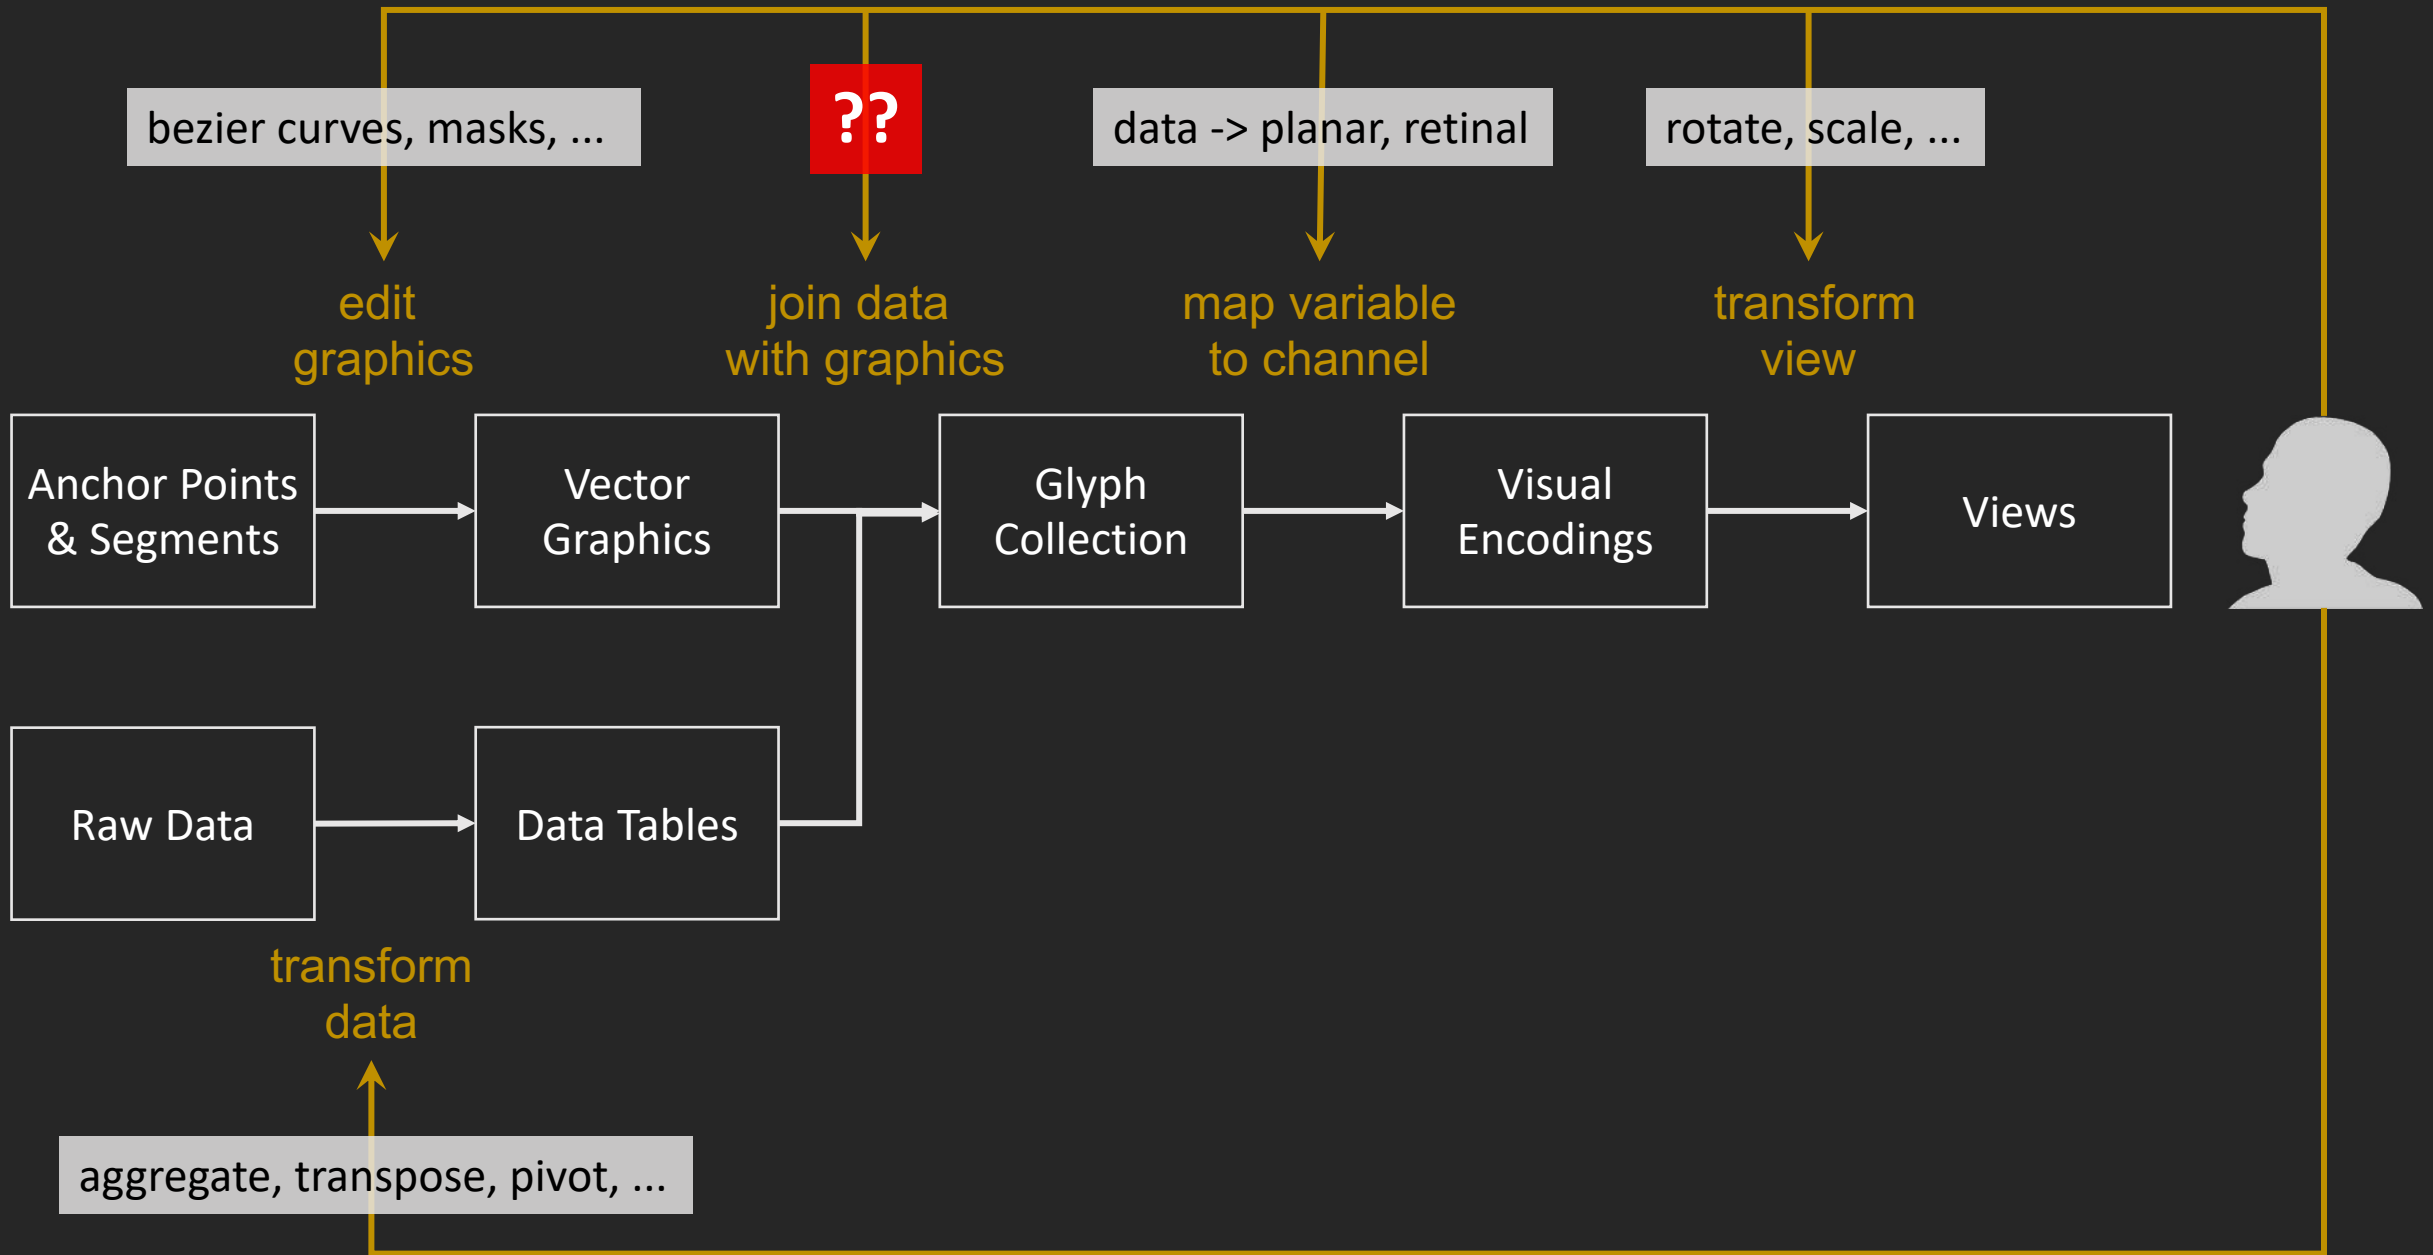 bezier curves, masks, ...
??
data -> planar, retinal
rotate, scale, ...
edit
graphics
join data
with graphics
map variable
to channel
transform
view
Anchor Points
& Segments
Vector
Graphics
Glyph
Collection
Visual
Encodings
Views
Raw Data
Data Tables
transform
data
aggregate, transpose, pivot, ...